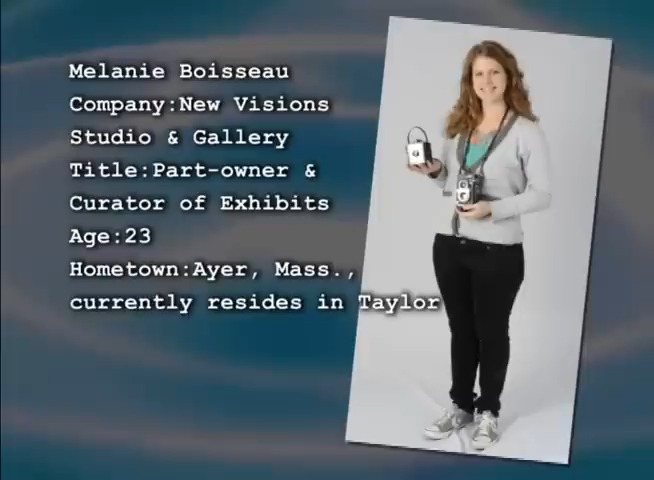 Melanie Boisseau
Company:New Visions
Studio & Gallery
Title:Part-owner &
Curator of Exhibits
Age:23
Hometown:Ayer, Mass.,
currently resides in Taylor